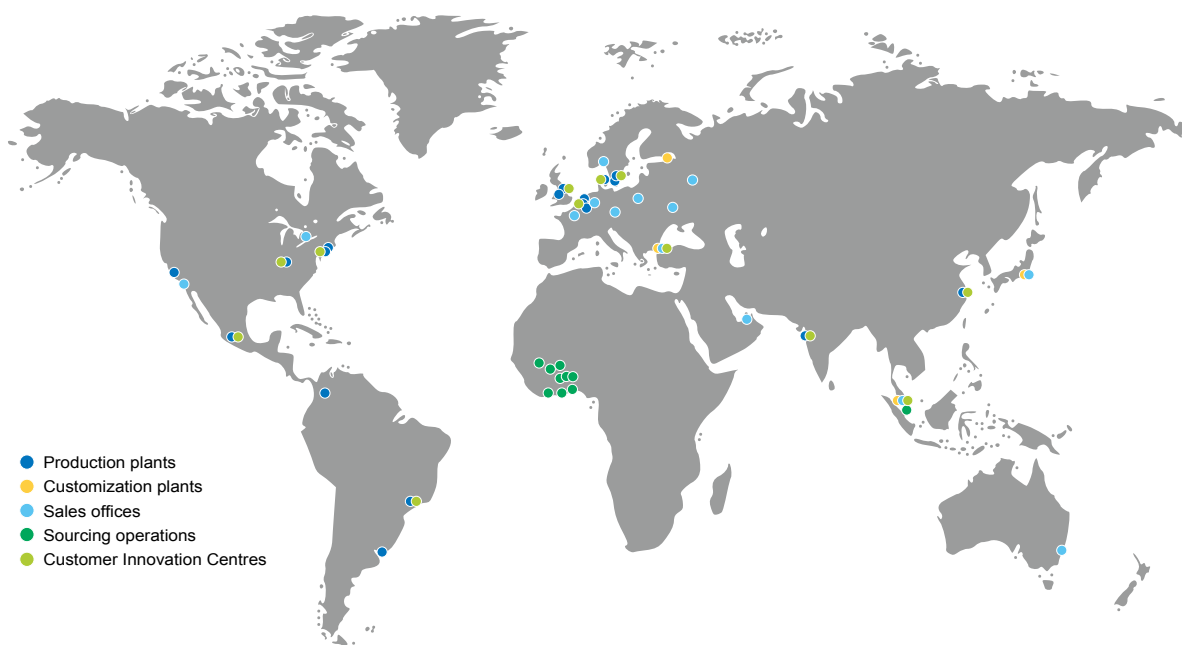 Production plants
Customization plants
Sales offices
Sourcing operations
Customer Innovation Centres